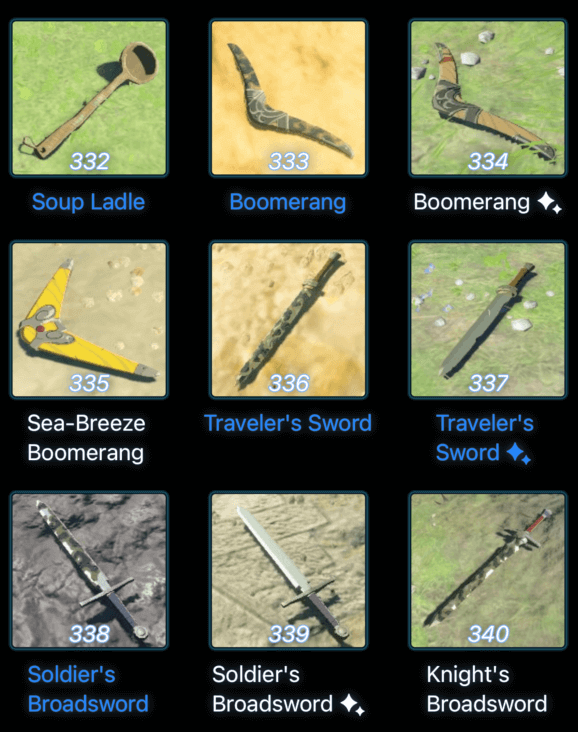 332
333
334
Soup Ladle
Boomerang
Boomerang
335
336
337
Sea-Breeze
Boomerang
Traveler's Sword
Traveler's
Sword
338
339
340
Soldier's
Broadsword
Soldier's
Broadsword
Knight's
Broadsword